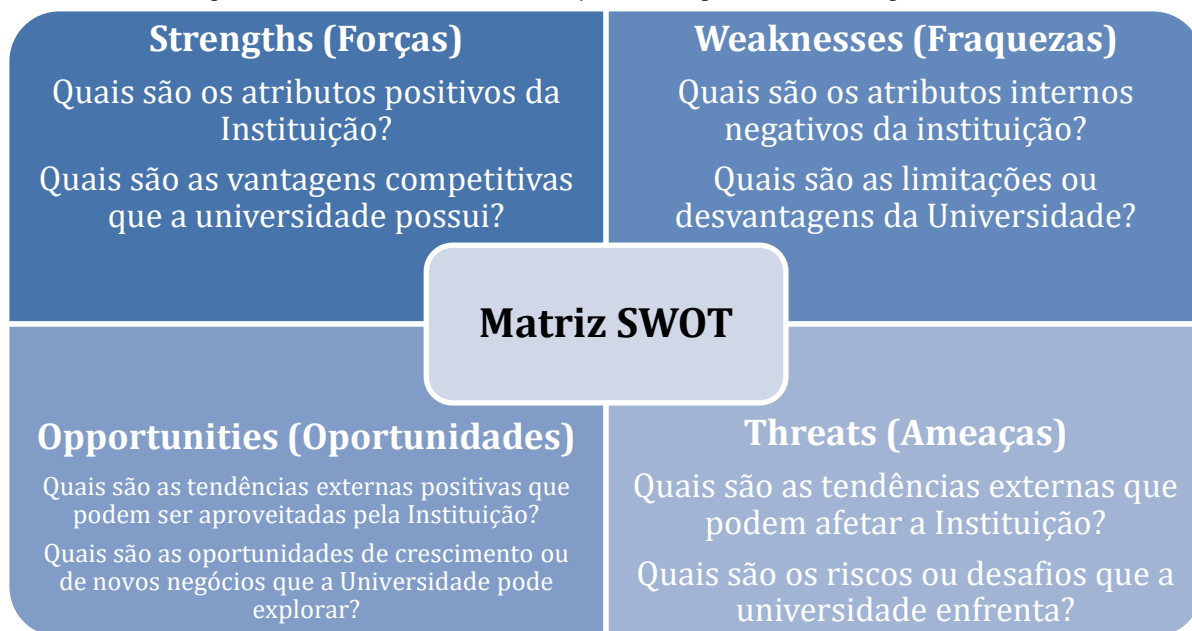 Strengths (Forças)
Quais são os atributos positivos da
Instituição?
Quais são as vantagens competitivas
que a universidade possui?
Weaknesses (Fraquezas)
Quais são os atributos internos
negativos da instituição?
Quais são as limitações ou
desvantagens da Universidade?
Matriz SWOT
Opportunities (Oportunidades)
Quais são as tendências externas positivas que
podem ser aproveitadas pela Instituição?
Quais são as oportunidades de crescimento ou
de novos negócios que a Universidade pode
explorar?
Threats (Ameaças)
Quais são as tendências externas que
podem afetar a Instituição?
Quais são os riscos ou desafios que a
universidade enfrenta?